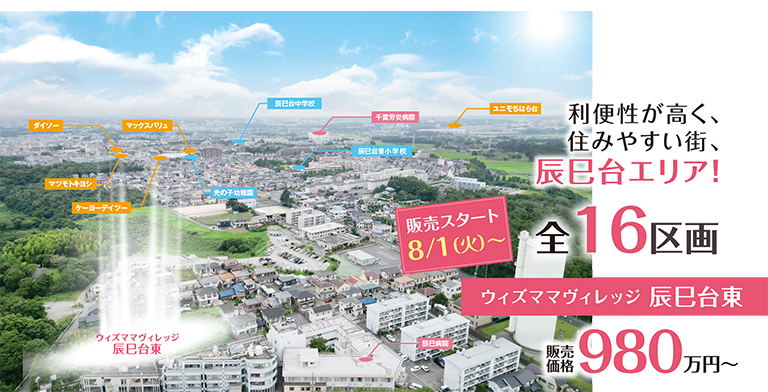 辰巳台中学校
千葉労災病院
ユニモちはら台
ダイソー
マックスバリュ
辰巳台東小学校
マツモトキヨシ
光の子幼稚園
ケーヨーデイツー
利便性が高く、
住みやすい街、
辰巳台エリア!
販売スタート
8/1(火)～
全16区画
ウィズママヴィレッジ 辰巳台東
ウィズママヴィレッジ
辰巳台東
辰巳病院
販売
価格
980万円～